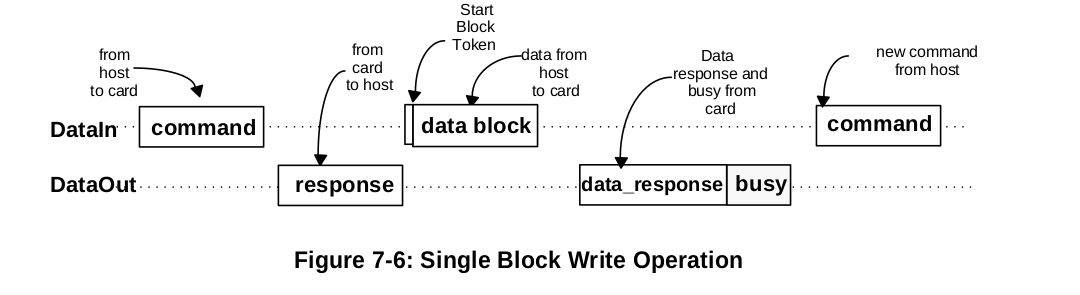 from
host
to card
from
card
to host
Start
Block
Token
data from
host
to card
Data
response and
busy from
card
new command
from host
DataIn
command
data block
command
DataOut
response
data_response
busy
Figure 7-6: Single Block Write Operation